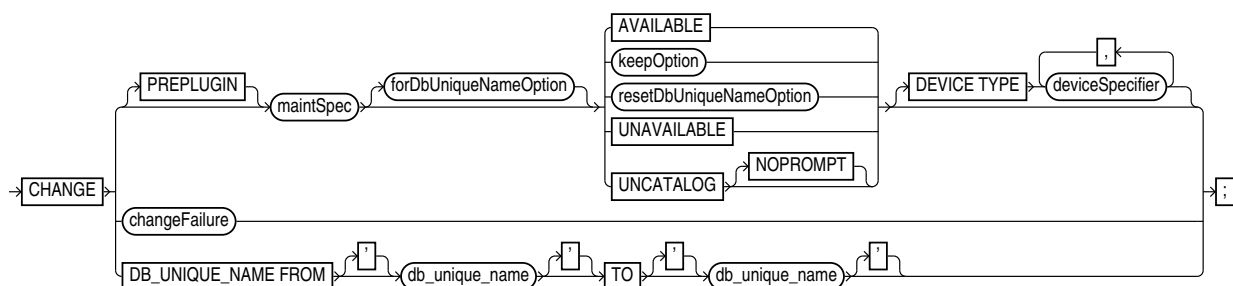 AVAILABLE
,
PREPLUGIN
forDbUniqueNameOption
keepOption
DEVICE TYPE
deviceSpecifier
maintSpec
resetDbUniqueNameOption
UNAVAILABLE
NOPROMPT
UNCATALOG
CHANGE
;
changeFailure
' ' ' '
DB_UNIQUE_NAME FROM db_unique_name TO db_unique_name